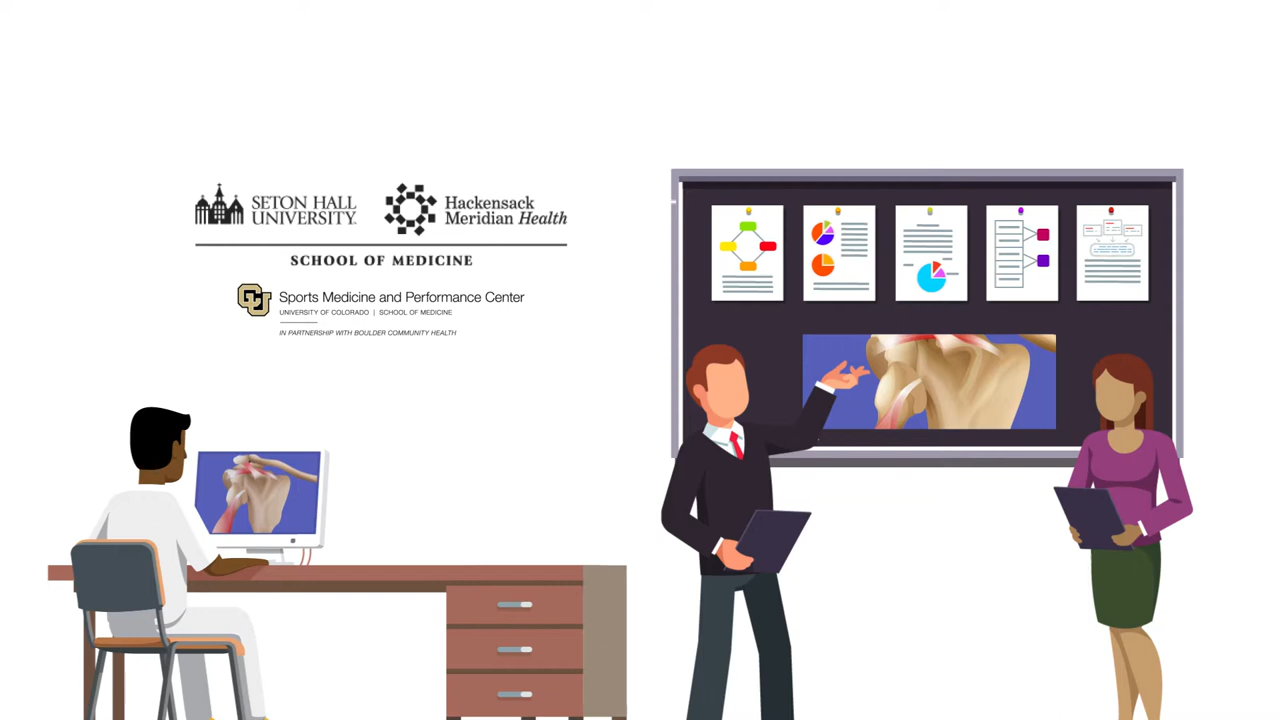 SETON HALL
UNIVERSITY
Hackensack
Meridian Health
SCHOOL OF MEDICINE
CU
Sports Medicine and Performance Center
UNIVERSITY OF COLORADO | SCHOOL OF MEDICINE
IN PARTNERSHIP WITH BOULDER COMMUNITY HEALTH